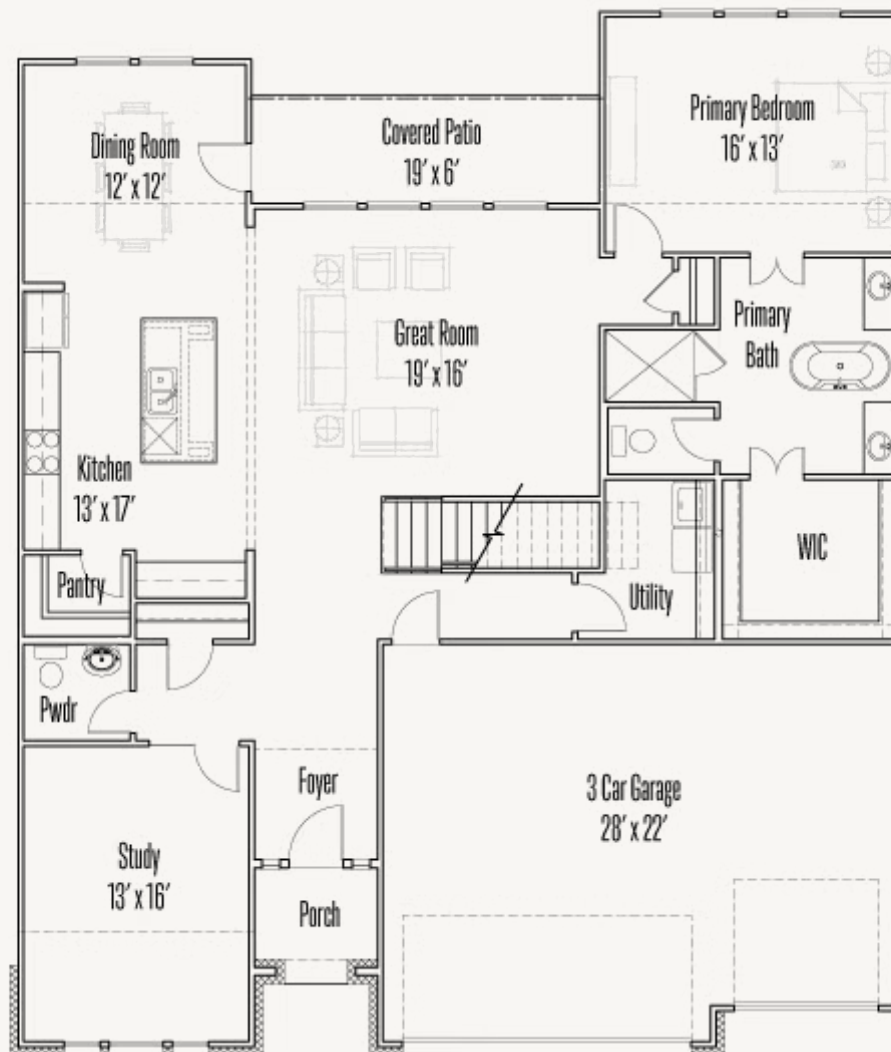 Primary Bedroom
16' x 13'
Dining Room
12' x 12'
Covered Patio
19' x 6'
Great Room
19' x 16'
Primary
Bath
Kitchen
13' x 17'
WIC
Pantry
Utility
Pwdr
Foyer
3 Car Garage
28' x 22'
Study
13' x 16'
Porch